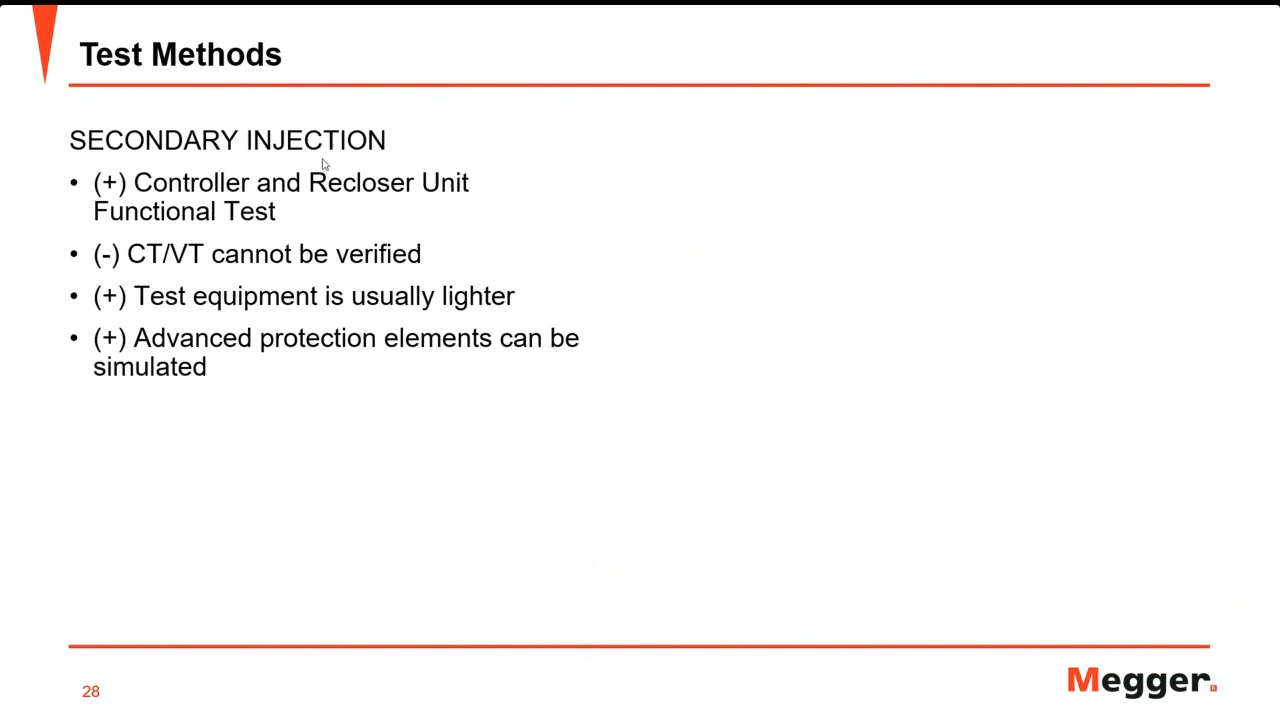 Test Methods
SECONDARY INJECTION
• (+) Controller and Recloser Unit
Functional Test
• (-) CT/VT cannot be verified
• (+) Test equipment is usually lighter
• (+) Advanced protection elements can be
simulated
28
Megger